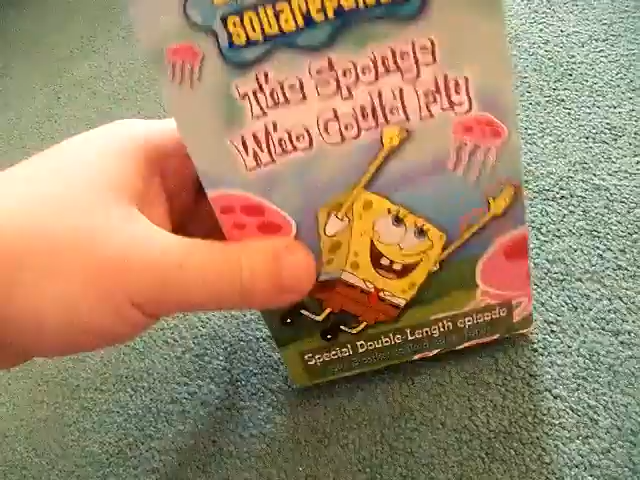 SQUAREPANTS
The Sponge
Who Could Fly
Special Double-Length episode